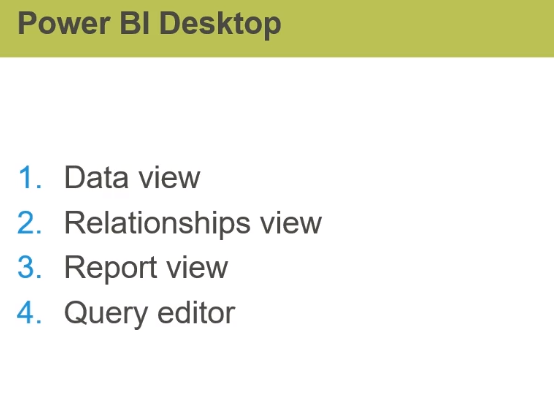 Power BI Desktop
1. Data view
2. Relationships view
3. Report view
4. Query editor